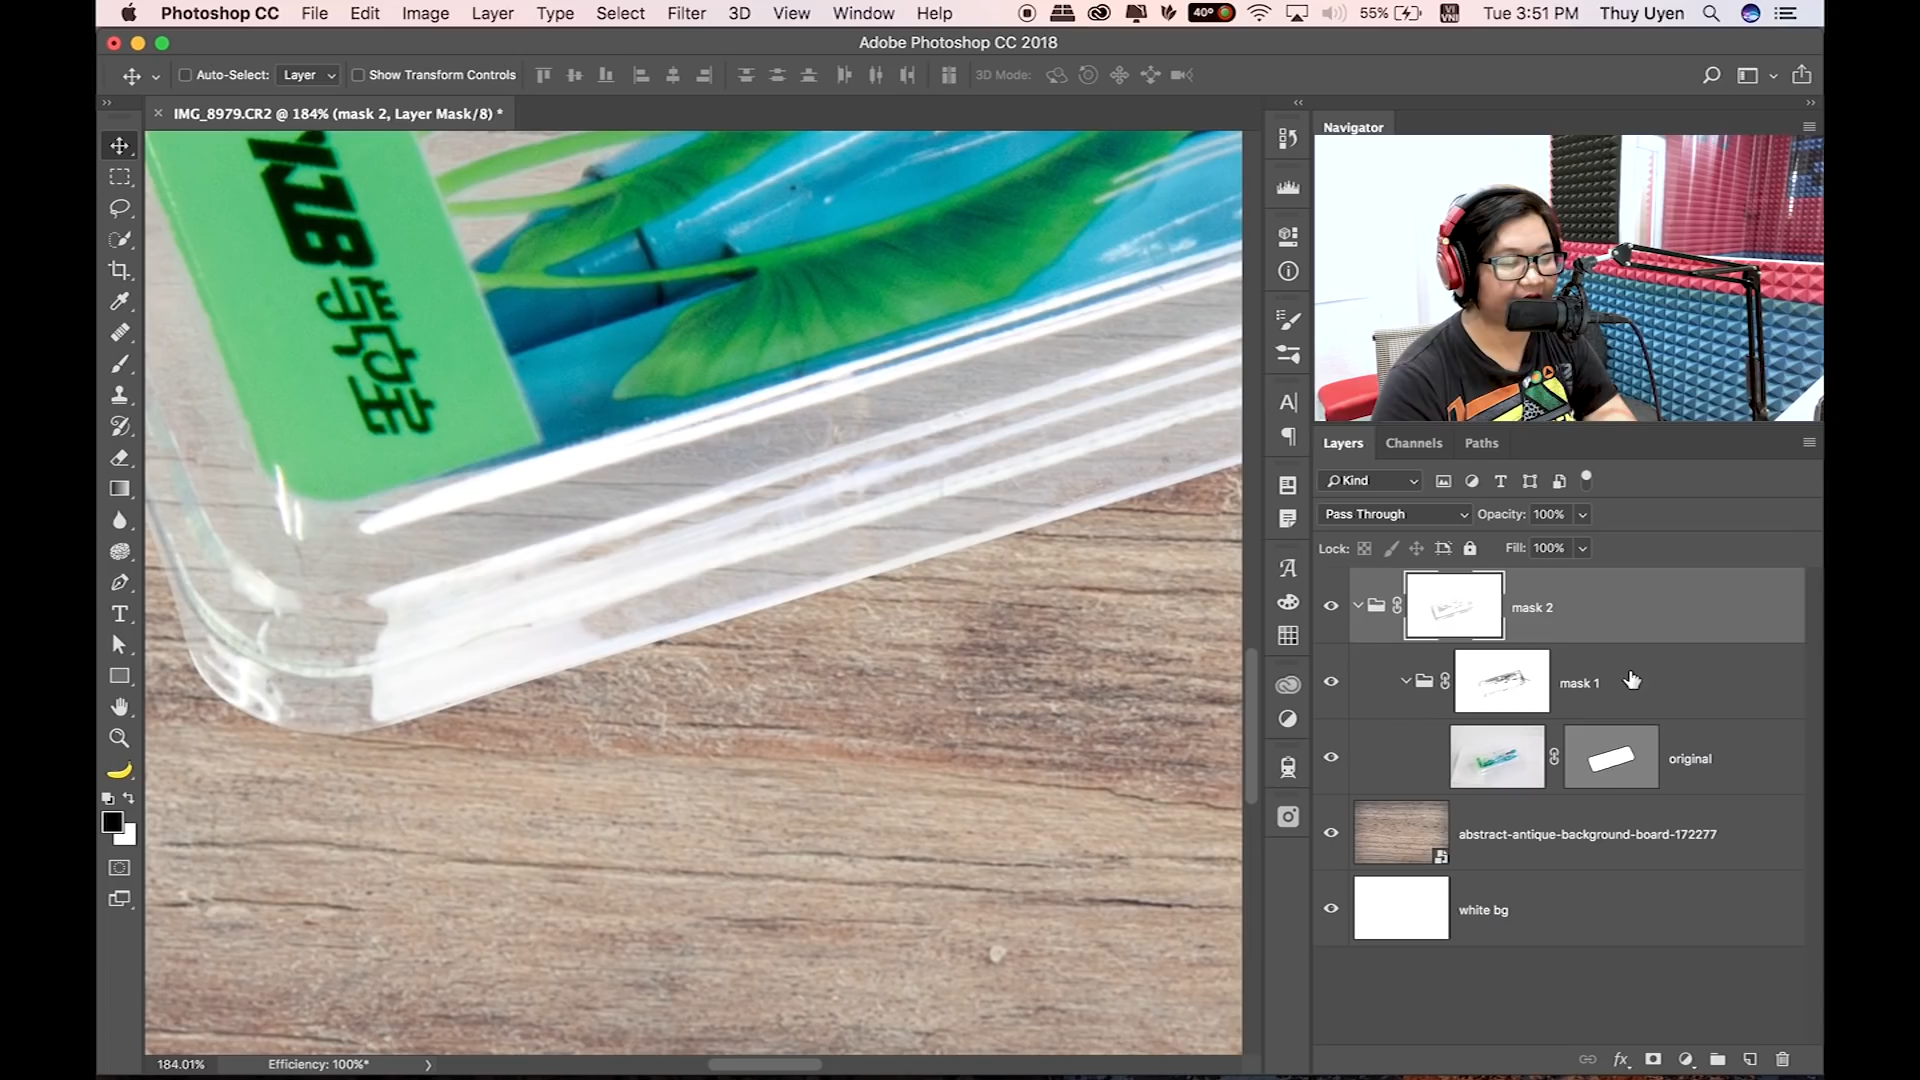 Photoshop CC File Edit Image Layer Type Select Filter 3D View Window Help 40° 55% VI VNI Tue 3:51 PM Thuy Uyen
Adobe Photoshop CC 2018
Auto-Select: Layer Show Transform Controls 3D Mode:
IMG_8979.CR2 @ 184% (mask 2, Layer Mask/8) *
Navigator
Layers Channels Paths
Kind
Pass Through Opacity: 100%
Lock: Fill: 100%
mask 2
mask 1
original
abstract-antique-background-board-172277
white bg
184.01% Efficiency: 100%*